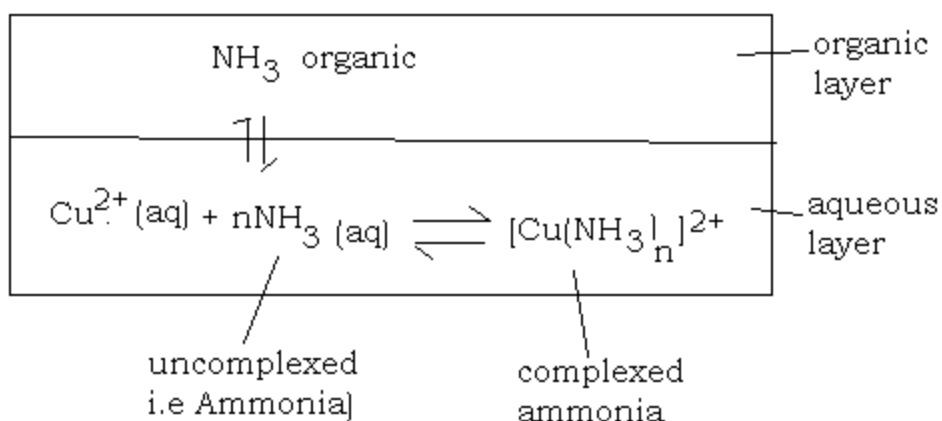 NH3 organic
organic
layer
Cu2+ (aq) + nNH3 (aq) ⇌ [Cu(NH3)n]2+
aqueous
layer
uncomplexed
i.e Ammonia)
complexed
ammonia